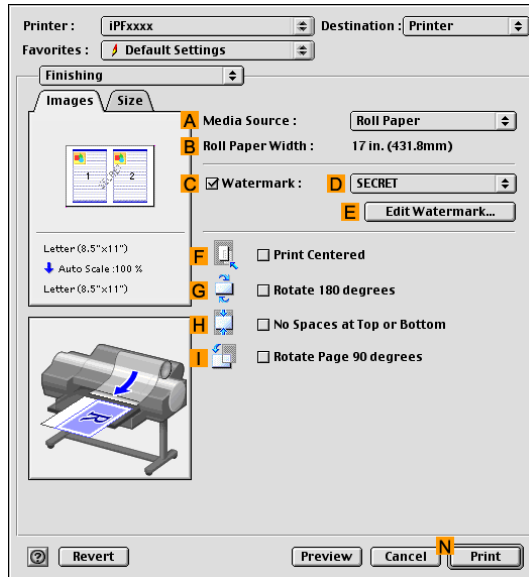 Printer : iPFxxxx Destination : Printer
Favorites : Default Settings
Finishing
Images Size
A Media Source : Roll Paper
B Roll Paper Width : 17 in. (431.8mm)
1 2
SECRET
C Watermark : D SECRET
E Edit Watermark...
Letter (8.5"x11")
Auto Scale :100 %
Letter (8.5"x11")
F Print Centered
G Rotate 180 degrees
H No Spaces at Top or Bottom
I Rotate Page 90 degrees
R
N
? Revert Preview Cancel Print